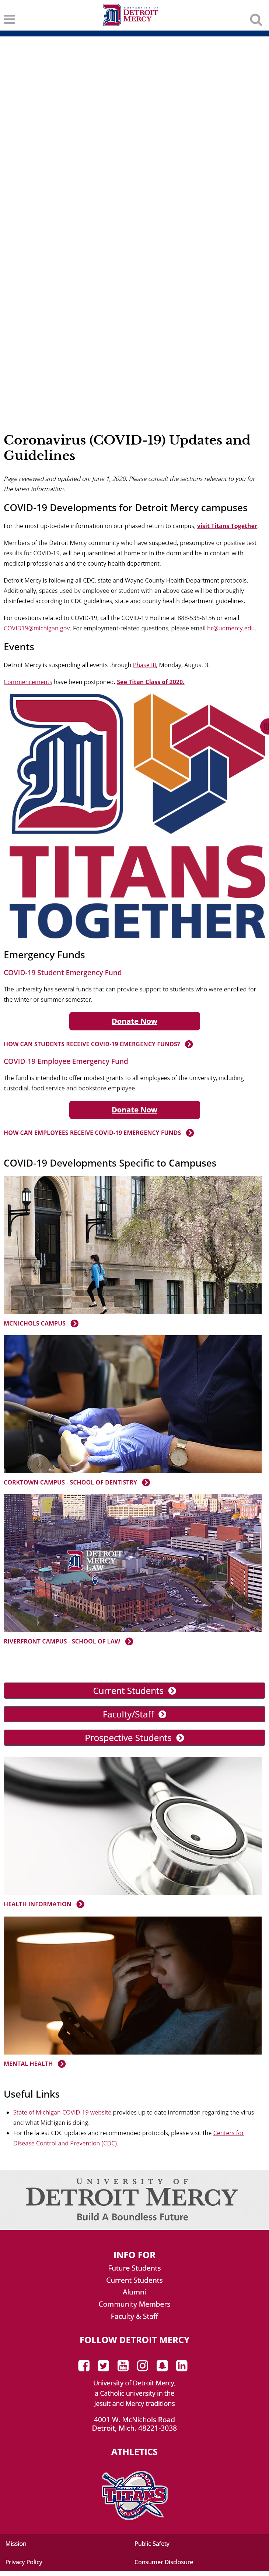 UNIVERSITY OF
DETROIT
MERCY
Coronavirus (COVID-19) Updates and
Guidelines
Page reviewed and updated on: June 1, 2020. Please consult the sections relevant to you for
the latest information.
COVID-19 Developments for Detroit Mercy campuses
For the most up-to-date information on our phased return to campus, visit Titans Together.
Members of the Detroit Mercy community who have suspected, presumptive or positive test
results for COVID-19, will be quarantined at home or in the dorm and be in contact with
medical professionals and the county health department.
Detroit Mercy is following all CDC, state and Wayne County Health Department protocols.
Additionally, spaces used by employee or student with an above case will be thoroughly
disinfected according to CDC guidelines, state and county health department guidelines.
For questions related to COVID-19, call the COVID-19 Hotline at 888-535-6136 or email
COVID19@michigan.gov. For employment-related questions, please email hr@udmercy.edu.
Events
Detroit Mercy is suspending all events through Phase III, Monday, August 3.
Commencements have been postponed. See Titan Class of 2020.
TITANS
TOGETHER
Emergency Funds
COVID-19 Student Emergency Fund
The university has several funds that can provide support to students who were enrolled for
the winter or summer semester.
Donate Now
HOW CAN STUDENTS RECEIVE COVID-19 EMERGENCY FUNDS?
COVID-19 Employee Emergency Fund
The fund is intended to offer modest grants to all employees of the university, including
custodial, food service and bookstore employee.
Donate Now
HOW CAN EMPLOYEES RECEIVE COVID-19 EMERGENCY FUNDS
COVID-19 Developments Specific to Campuses
MCNICHOLS CAMPUS
CORKTOWN CAMPUS - SCHOOL OF DENTISTRY
DETROIT
MERCY
LAW
RIVERFRONT CAMPUS - SCHOOL OF LAW
Current Students
Faculty/Staff
Prospective Students
HEALTH INFORMATION
MENTAL HEALTH
Useful Links
State of Michigan COVID-19 website provides up to date information regarding the virus
and what Michigan is doing.
For the latest CDC updates and recommended protocols, please visit the Centers for
Disease Control and Prevention (CDC).
UNIVERSITY OF
DETROIT MERCY
Build A Boundless Future
INFO FOR
Future Students
Current Students
Alumni
Community Members
Faculty & Staff
FOLLOW DETROIT MERCY
University of Detroit Mercy,
a Catholic university in the
Jesuit and Mercy traditions
4001 W. McNichols Road
Detroit, Mich. 48221-3038
ATHLETICS
DETROIT MERCY
TITANS
Mission
Public Safety
Privacy Policy
Consumer Disclosure